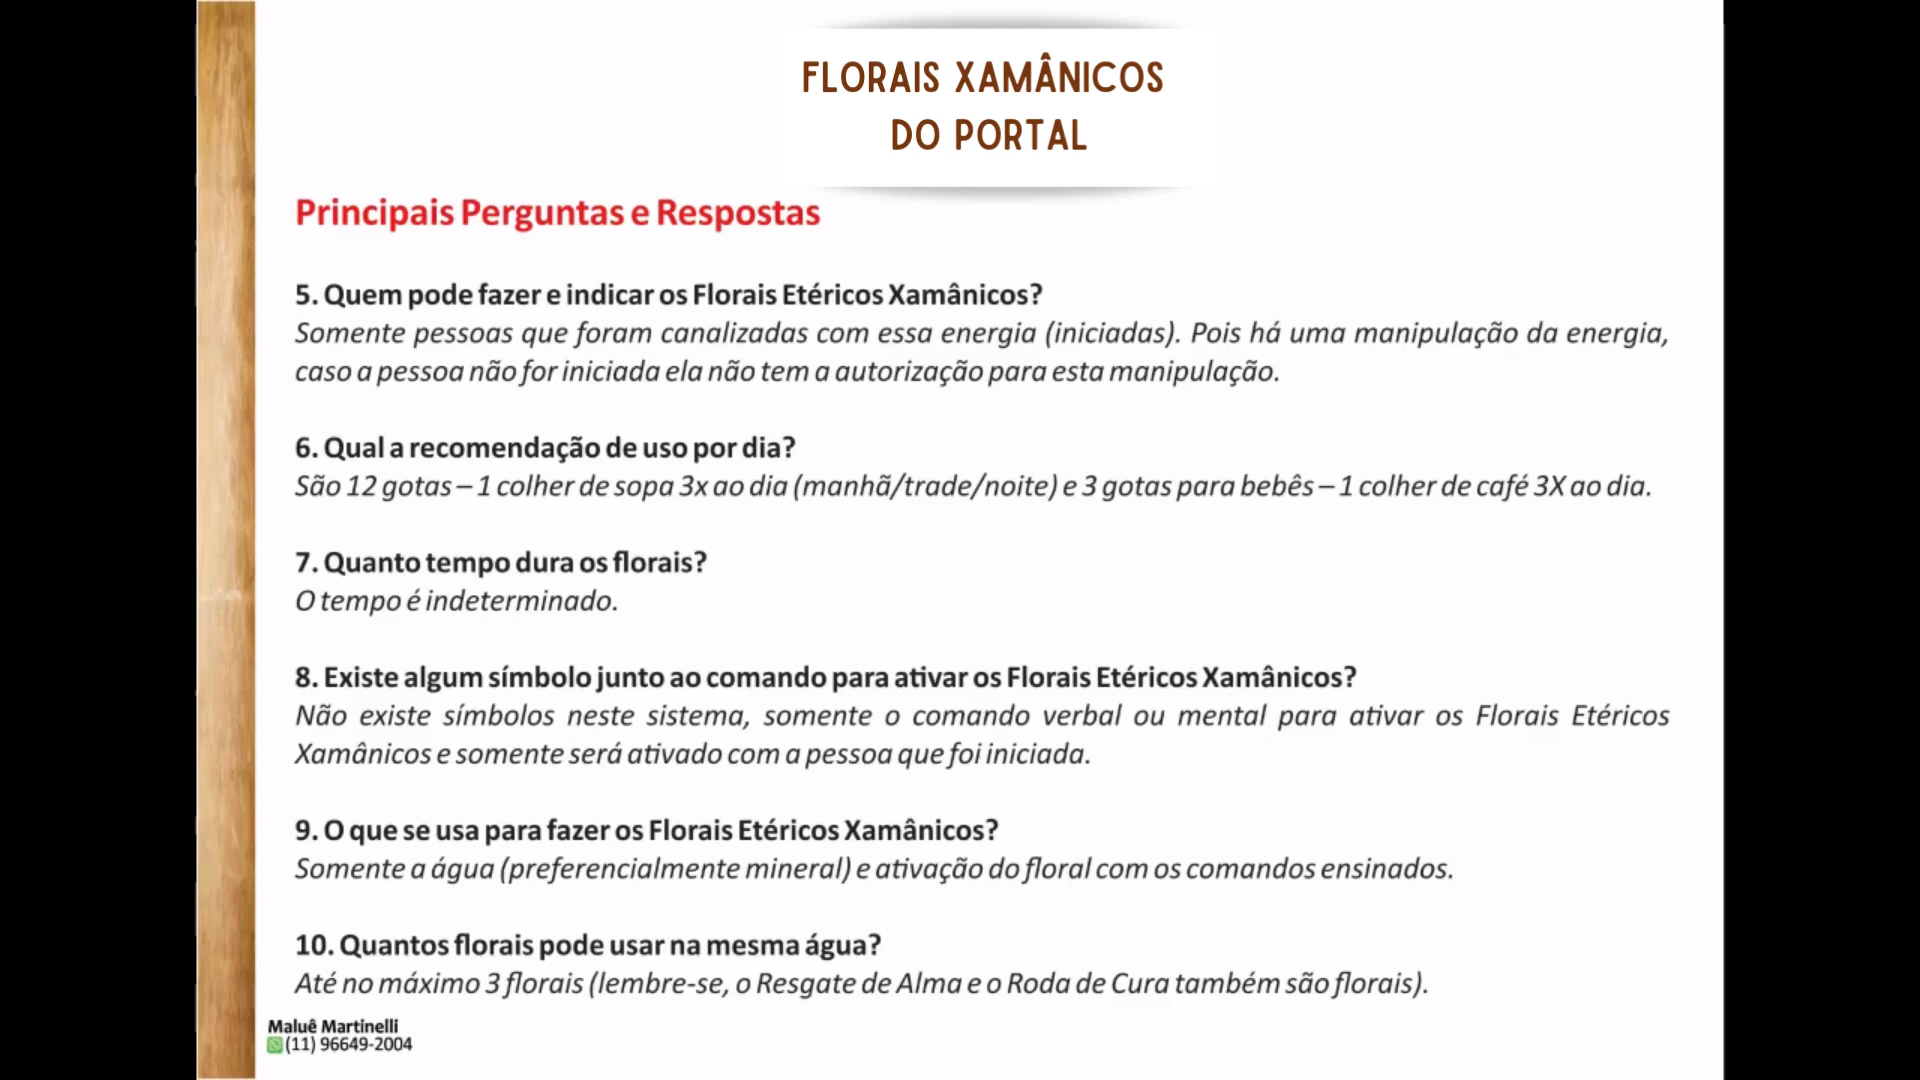 FLORAIS XAMÂNICOS
DO PORTAL
Principais Perguntas e Respostas
5. Quem pode fazer e indicar os Florais Etéricos Xamânicos?
Somente pessoas que foram canalizadas com essa energia (iniciadas). Pois há uma manipulação da energia,
caso a pessoa não for iniciada ela não tem a autorização para esta manipulação.
6. Qual a recomendação de uso por dia?
São 12 gotas – 1 colher de sopa 3x ao dia (manhã/trade/noite) e 3 gotas para bebês – 1 colher de café 3X ao dia.
7. Quanto tempo dura os florais?
O tempo é indeterminado.
8. Existe algum símbolo junto ao comando para ativar os Florais Etéricos Xamânicos?
Não existe símbolos neste sistema, somente o comando verbal ou mental para ativar os Florais Etéricos
Xamânicos e somente será ativado com a pessoa que foi iniciada.
9. O que se usa para fazer os Florais Etéricos Xamânicos?
Somente a água (preferencialmente mineral) e ativação do floral com os comandos ensinados.
10. Quantos florais pode usar na mesma água?
Até no máximo 3 florais (lembre-se, o Resgate de Alma e o Roda de Cura também são florais).
Maluê Martinelli
(11) 96649-2004